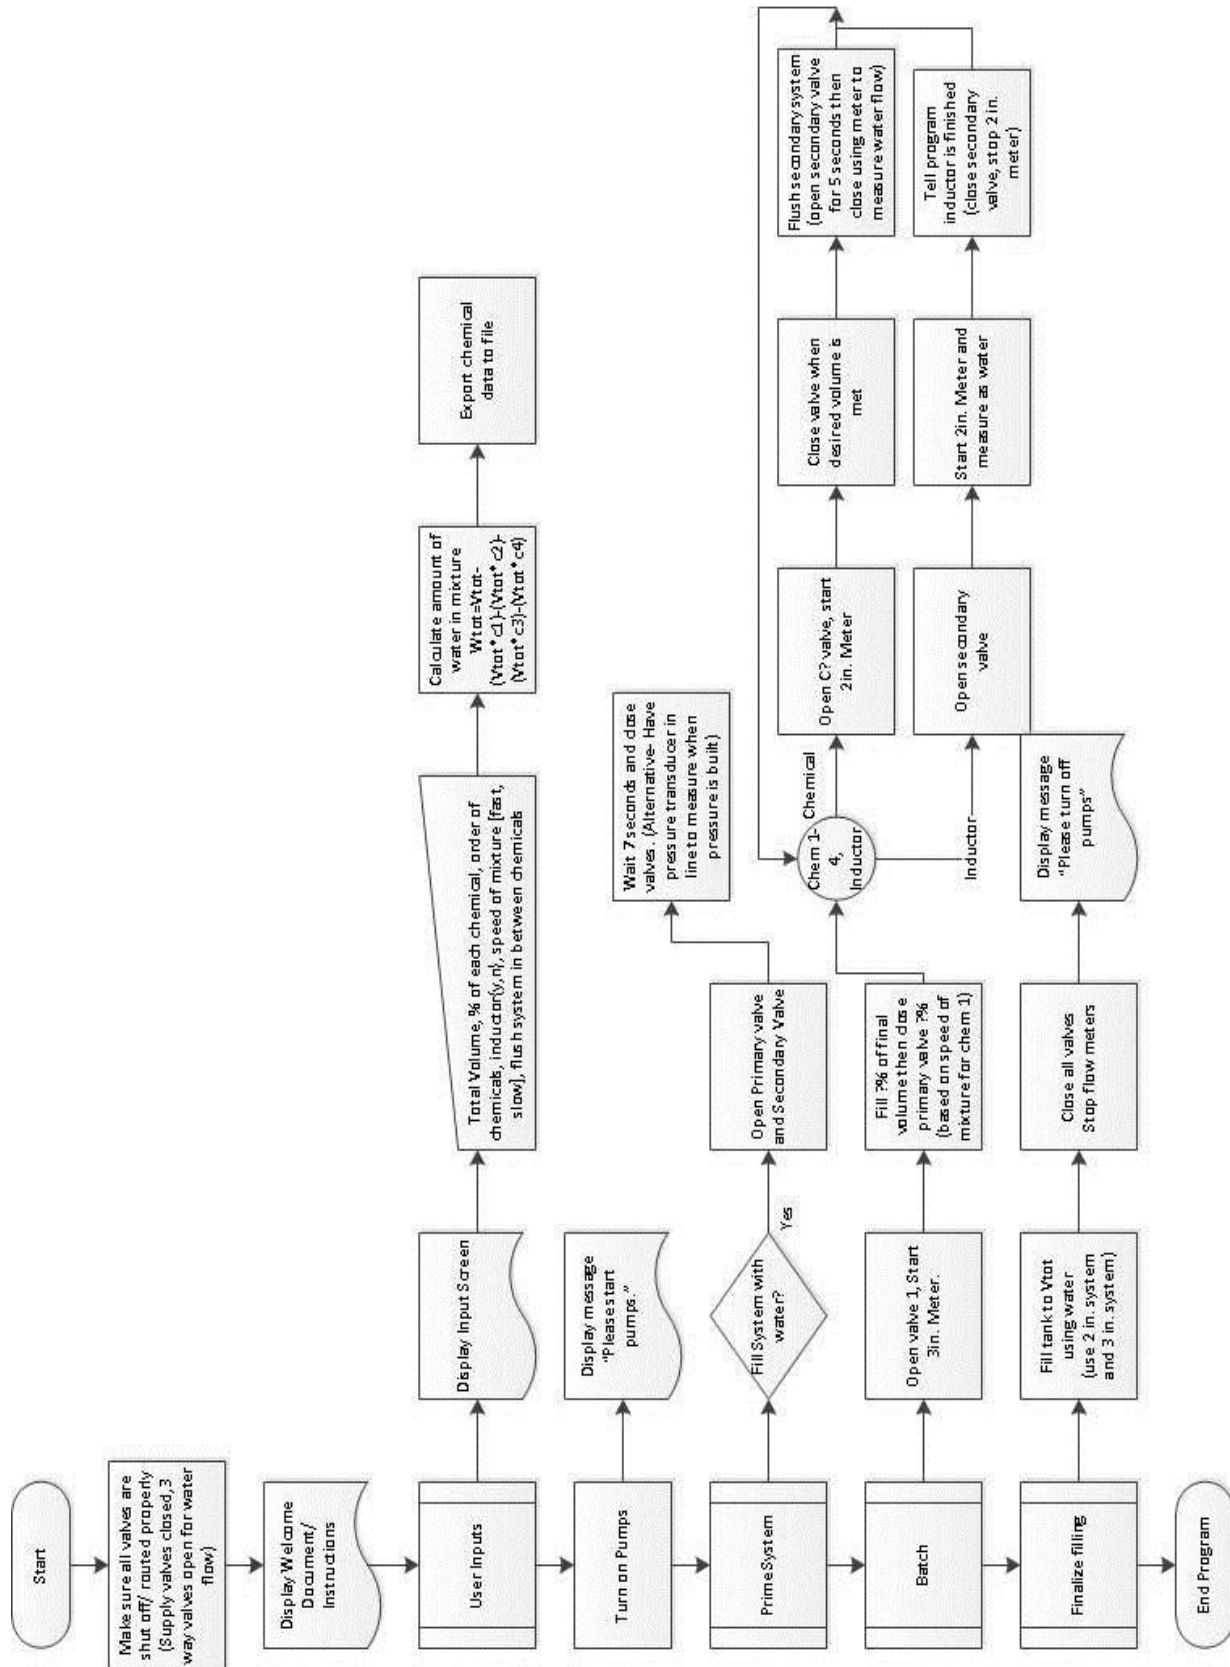 Start
Make sure all valves are
shut off/ routed properly
(Supply valves closed,3
way valves open for water
flow)
Display Welcome
Document/
Instructions
User Inputs
Display Input Screen
Total Volume, % of each chemical, order of
chemicals, inductor{y,n}, speed of mixture [fast,
slow], flush system in between chemicals
Calculate amount of
water in mixture
Wtot=Vtot-
(Vtot*c1)-(Vtot*c2)-
(Vtot*c3)-(Vtot*c4)
Export chemical
data to file
Turn on Pumps
Display message
“Please start
pumps.”
Prime System
Fill System with
water?
Yes
Open Primary valve
and Secondary Valve
Wait 7 seconds and close
valves. (Alternative- Have
pressure transducer in
line to measure when
pressure is built)
Batch
Open valve 1, Start
3in. Meter.
Fill ?% of final
volume then close
primary valve ?%
(based on speed of
mixture for chem 1)
Chem 1-
4,
Inductor
Chemical
Open C? valve, start
2in. Meter
Close valve when
desired volume is
met
Flush secondary system
(open secondary valve
for 5 seconds then
close using meter to
measure water flow)
Inductor
Open secondary
valve
Start 2in. Meter and
measure as water
Tell program
inductor is finished
(close secondary
valve, stop 2 in.
meter)
Finalize filling
Fill tank to Vtot
using water
(use 2 in. system
and 3 in. system)
Close all valves
Stop flow meters
Display message
“Please turn off
pumps”
End Program